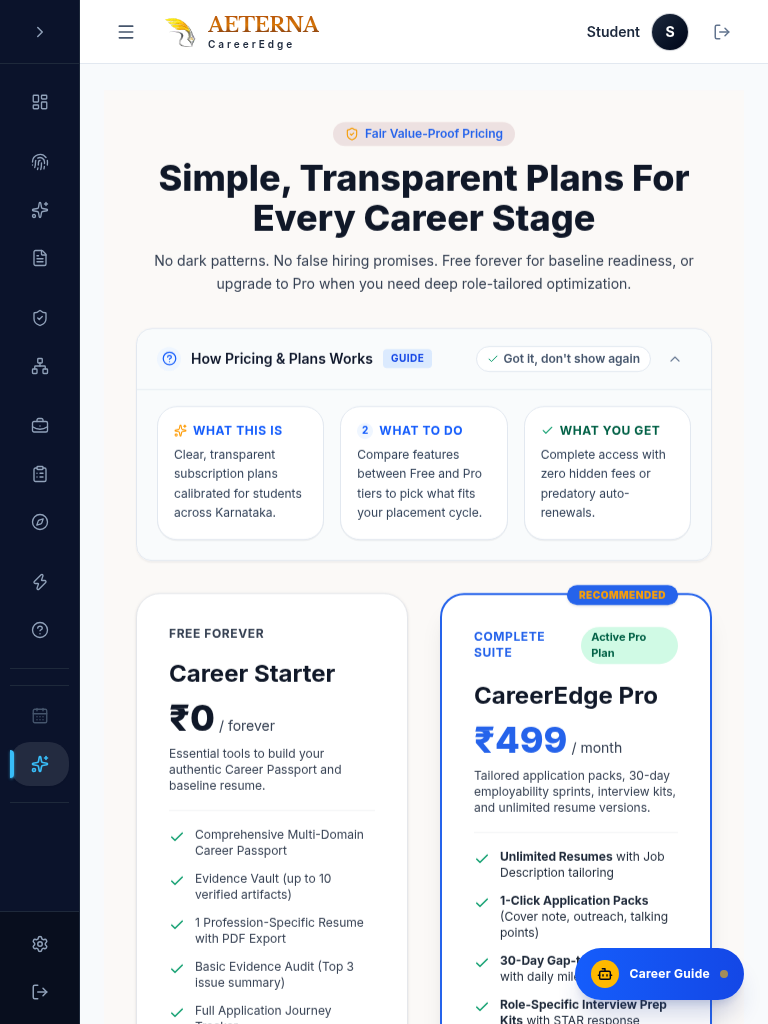 AETERNA
CareerEdge
Student
S
Fair Value-Proof Pricing
Simple, Transparent Plans For
Every Career Stage
No dark patterns. No false hiring promises. Free forever for baseline readiness, or
upgrade to Pro when you need deep role-tailored optimization.
How Pricing & Plans Works
GUIDE
Got it, don't show again
WHAT THIS IS
Clear, transparent
subscription plans
calibrated for students
across Karnataka.
2 WHAT TO DO
Compare features
between Free and Pro
tiers to pick what fits
your placement cycle.
WHAT YOU GET
Complete access with
zero hidden fees or
predatory auto-
renewals.
FREE FOREVER
Career Starter
₹0 / forever
Essential tools to build your
authentic Career Passport and
baseline resume.
Comprehensive Multi-Domain
Career Passport
Evidence Vault (up to 10
verified artifacts)
1 Profession-Specific Resume
with PDF Export
Basic Evidence Audit (Top 3
issue summary)
Full Application Journey
RECOMMENDED
COMPLETE
SUITE
Active Pro
Plan
CareerEdge Pro
₹499 / month
Tailored application packs, 30-day
employability sprints, interview kits,
and unlimited resume versions.
Unlimited Resumes with Job
Description tailoring
1-Click Application Packs
(Cover note, outreach, talking
points)
30-Day
with daily
Role-Specific Interview Prep
Kits with STAR response
Career Guide